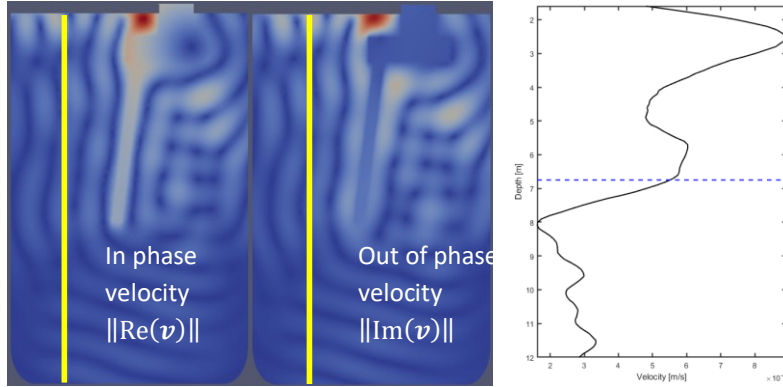 In phase
velocity
‖Re(𝒗)‖
Out of phase
velocity
‖Im(𝒗)‖
Depth [m]
2
3
4
5
6
7
8
9
10
11
12
2
3
4
5
6
7
8
9
Velocity [m/s]